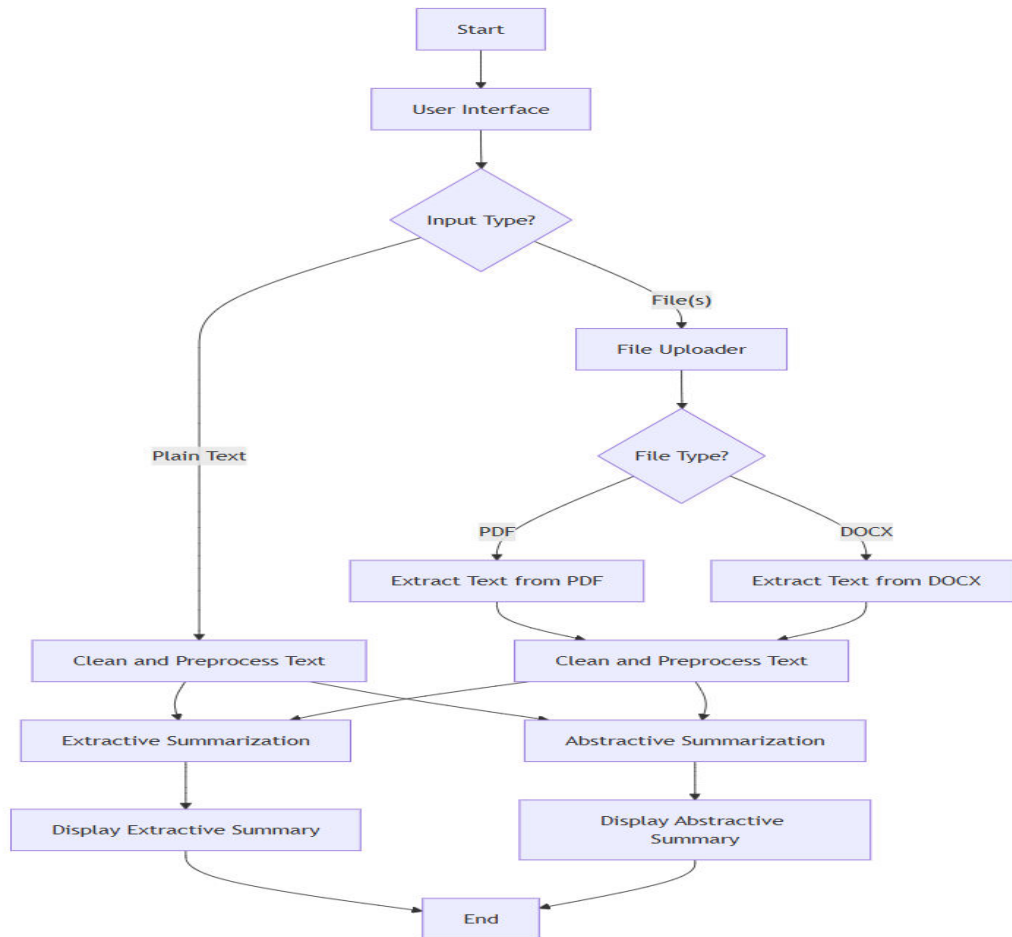 Start
User Interface
Input Type?
File(s)
File Uploader
Plain Text
File Type?
PDF
DOCX
Extract Text from PDF
Extract Text from DOCX
Clean and Preprocess Text
Clean and Preprocess Text
Extractive Summarization
Abstractive Summarization
Display Extractive Summary
Display Abstractive
Summary
End